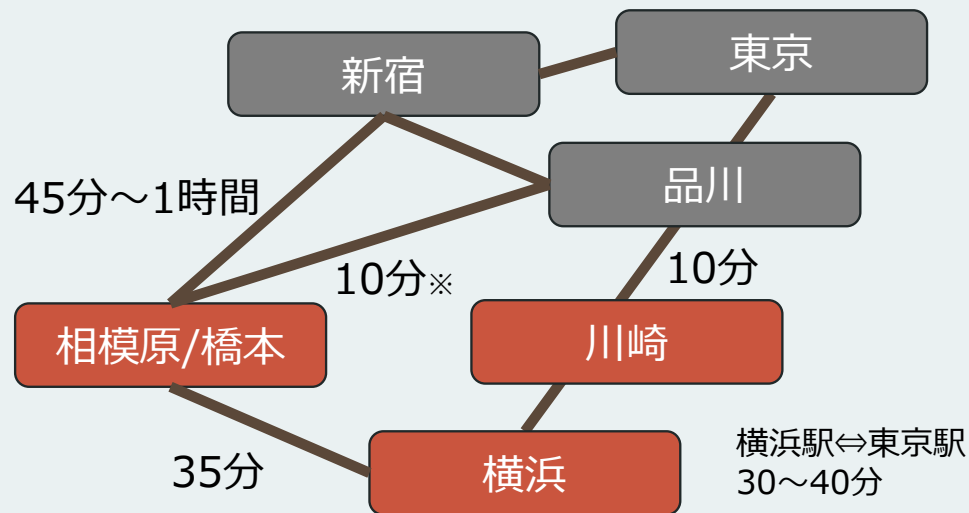 東京
新宿
品川
45分～1時間
10分※
10分
相模原/橋本
川崎
横浜駅⇔東京駅
30～40分
35分
横浜